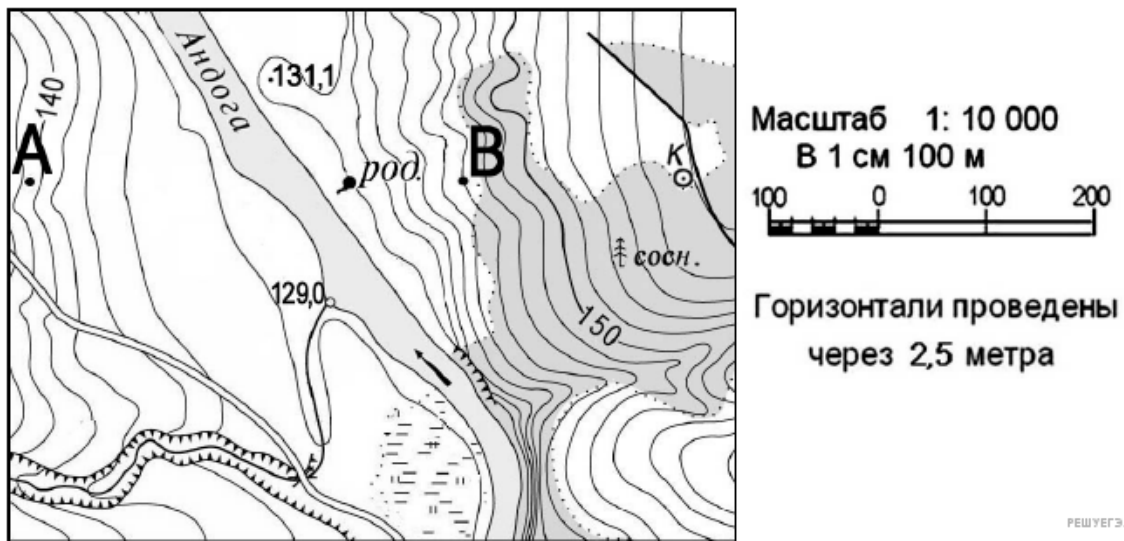 Андога
131,1
140
А
В
род.
К
сосн.
129,0
150
Масштаб 1: 10 000
В 1 см 100 м
100 0 100 200
Горизонтали проведены
через 2,5 метра
РЕШУЕГЭ